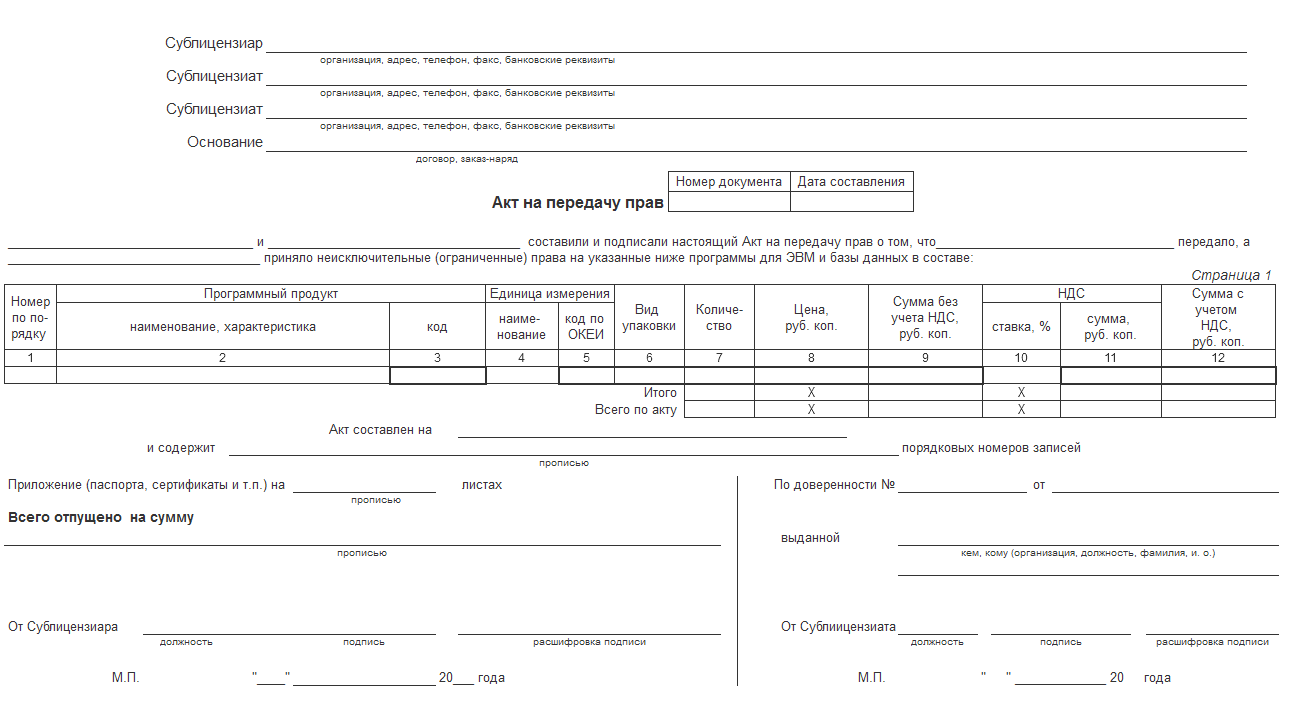 Сублицензиар
организация, адрес, телефон, факс, банковские реквизиты
Сублицензиат
организация, адрес, телефон, факс, банковские реквизиты
Сублицензиат
организация, адрес, телефон, факс, банковские реквизиты
Основание
договор, заказ-наряд
Номер документа Дата составления
Акт на передачу прав
и составили и подписали настоящий Акт на передачу прав о том, что передало, а
приняло неисключительные (ограниченные) права на указанные ниже программы для ЭВМ и базы данных в составе:
Страница 1
Номер по по-рядку
Программный продукт
наименование, характеристика
код
Единица измерения
наиме-нование
код по ОКЕИ
Вид упаковки
Количе-ство
Цена, руб. коп.
Сумма без учета НДС, руб. коп.
НДС
ставка, %
сумма, руб. коп.
Сумма с учетом НДС, руб. коп.
1 2 3 4 5 6 7 8 9 10 11 12
Итого Х Х
Всего по акту Х Х
Акт составлен на
и содержит порядковых номеров записей
прописью
Приложение (паспорта, сертификаты и т.п.) на листах
прописью
Всего отпущено на сумму
прописью
От Сублицензиара
должность подпись расшифровка подписи
М.П. "____" 20___ года
По доверенности № от
выданной
кем, кому (организация, должность, фамилия, и. о.)
От Сублиицензиата
должность подпись расшифровка подписи
М.П. " " 20 года